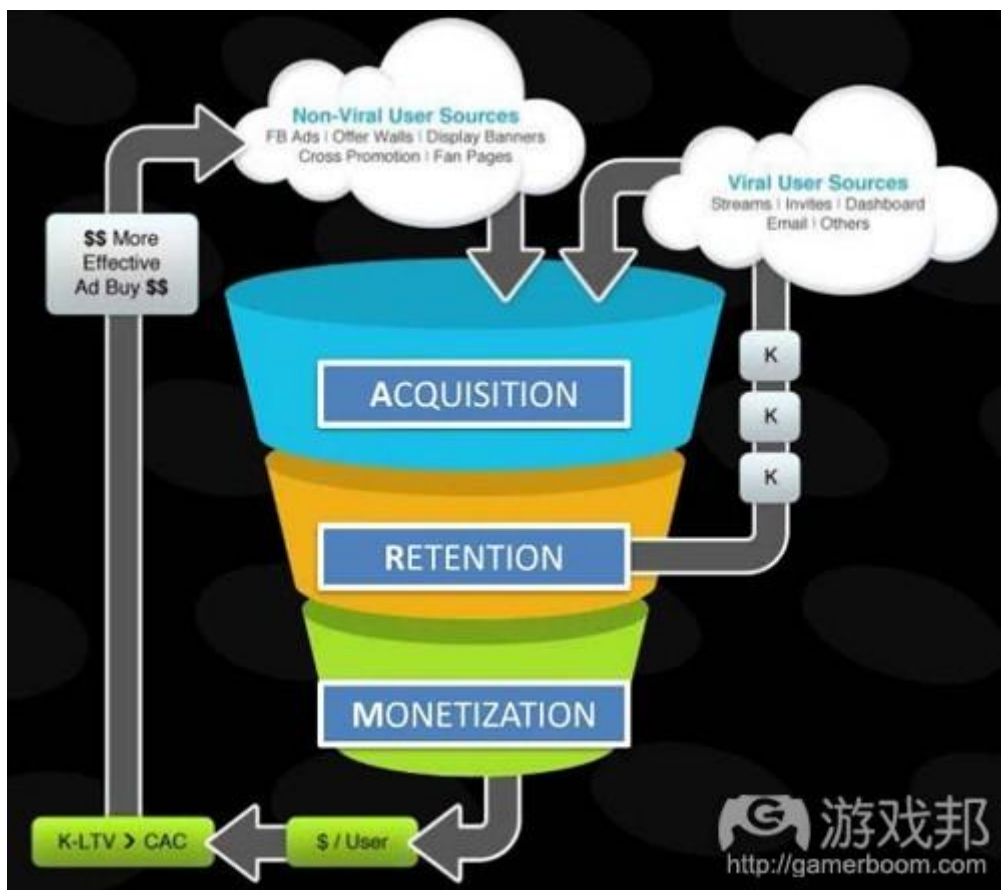 Non-Viral User Sources
FB Ads | Offer Walls | Display Banners
Cross Promotion | Fan Pages
Viral User Sources
Streams | Invites | Dashboard
Email | Others
$$ More
Effective
Ad Buy $$
K
K
K
ACQUISITION
RETENTION
MONETIZATION
K-LTV > CAC
$ / User
G
游戏邦
http://gamerboom.com